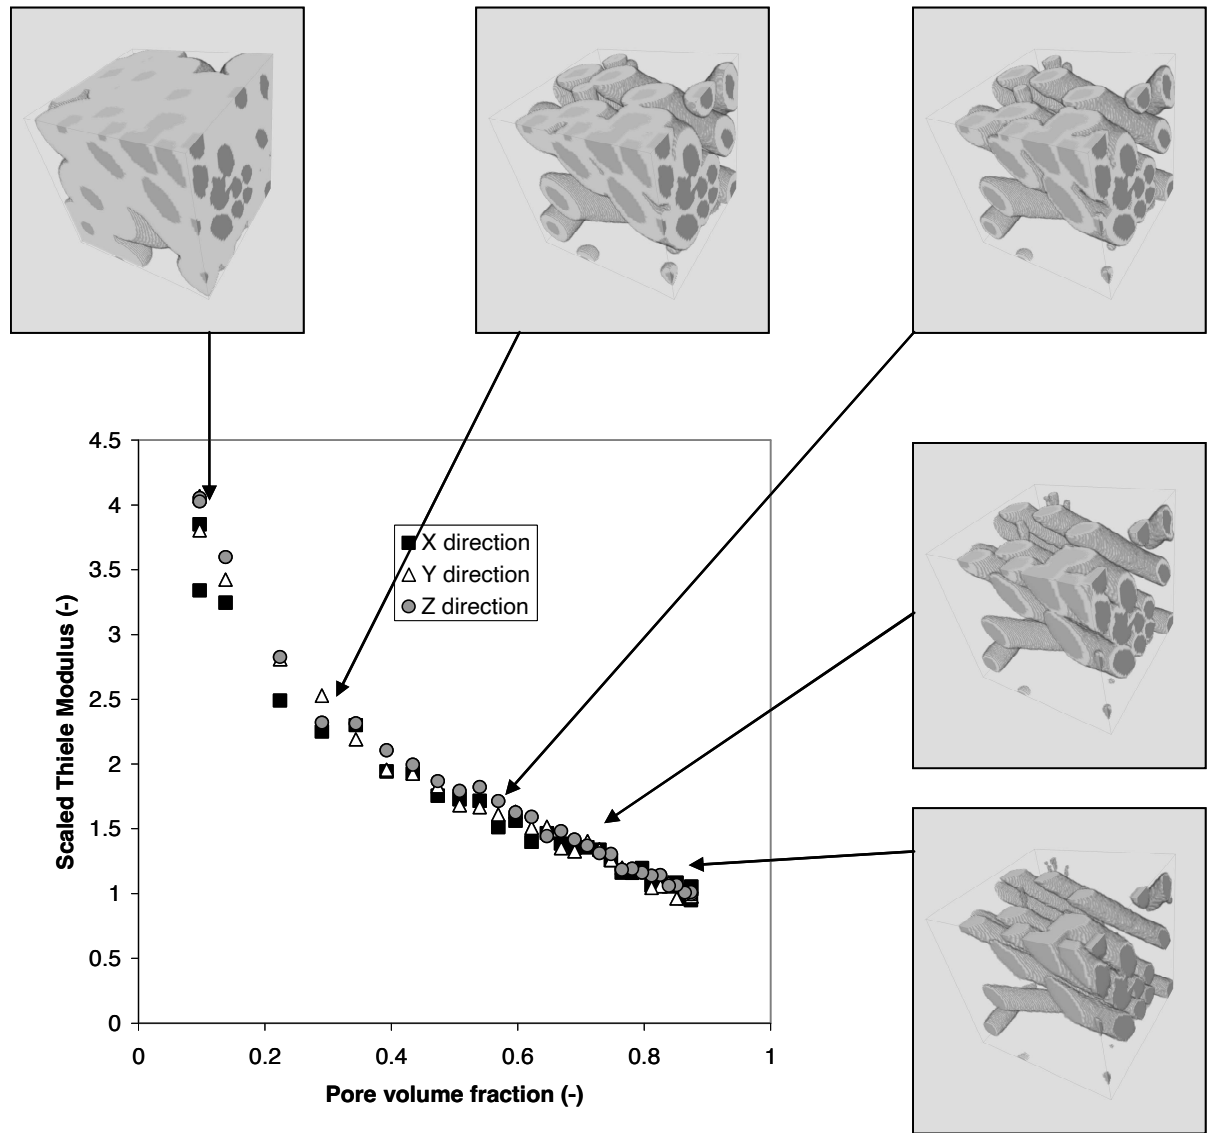 4.5
4
3.5
3
2.5
2
1.5
1
0.5
0
Scaled Thiele Modulus (-)
X direction
Y direction
Z direction
0 0.2 0.4 0.6 0.8 1
Pore volume fraction (-)